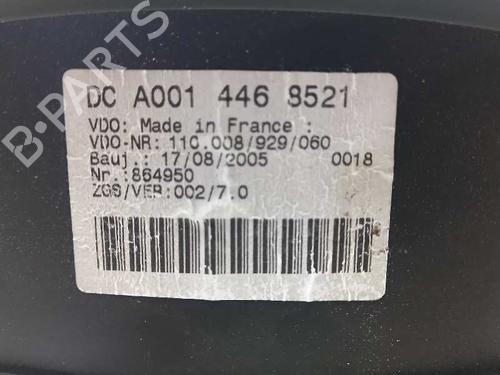 B-PARTS
DC A001 446 8521
VDO: Made in France :
VDO-NR: 110.008/929/060
Bauj.: 17/08/2005 0018
Nr.:864950
ZGS/VER:002/7.0
B-PARTS